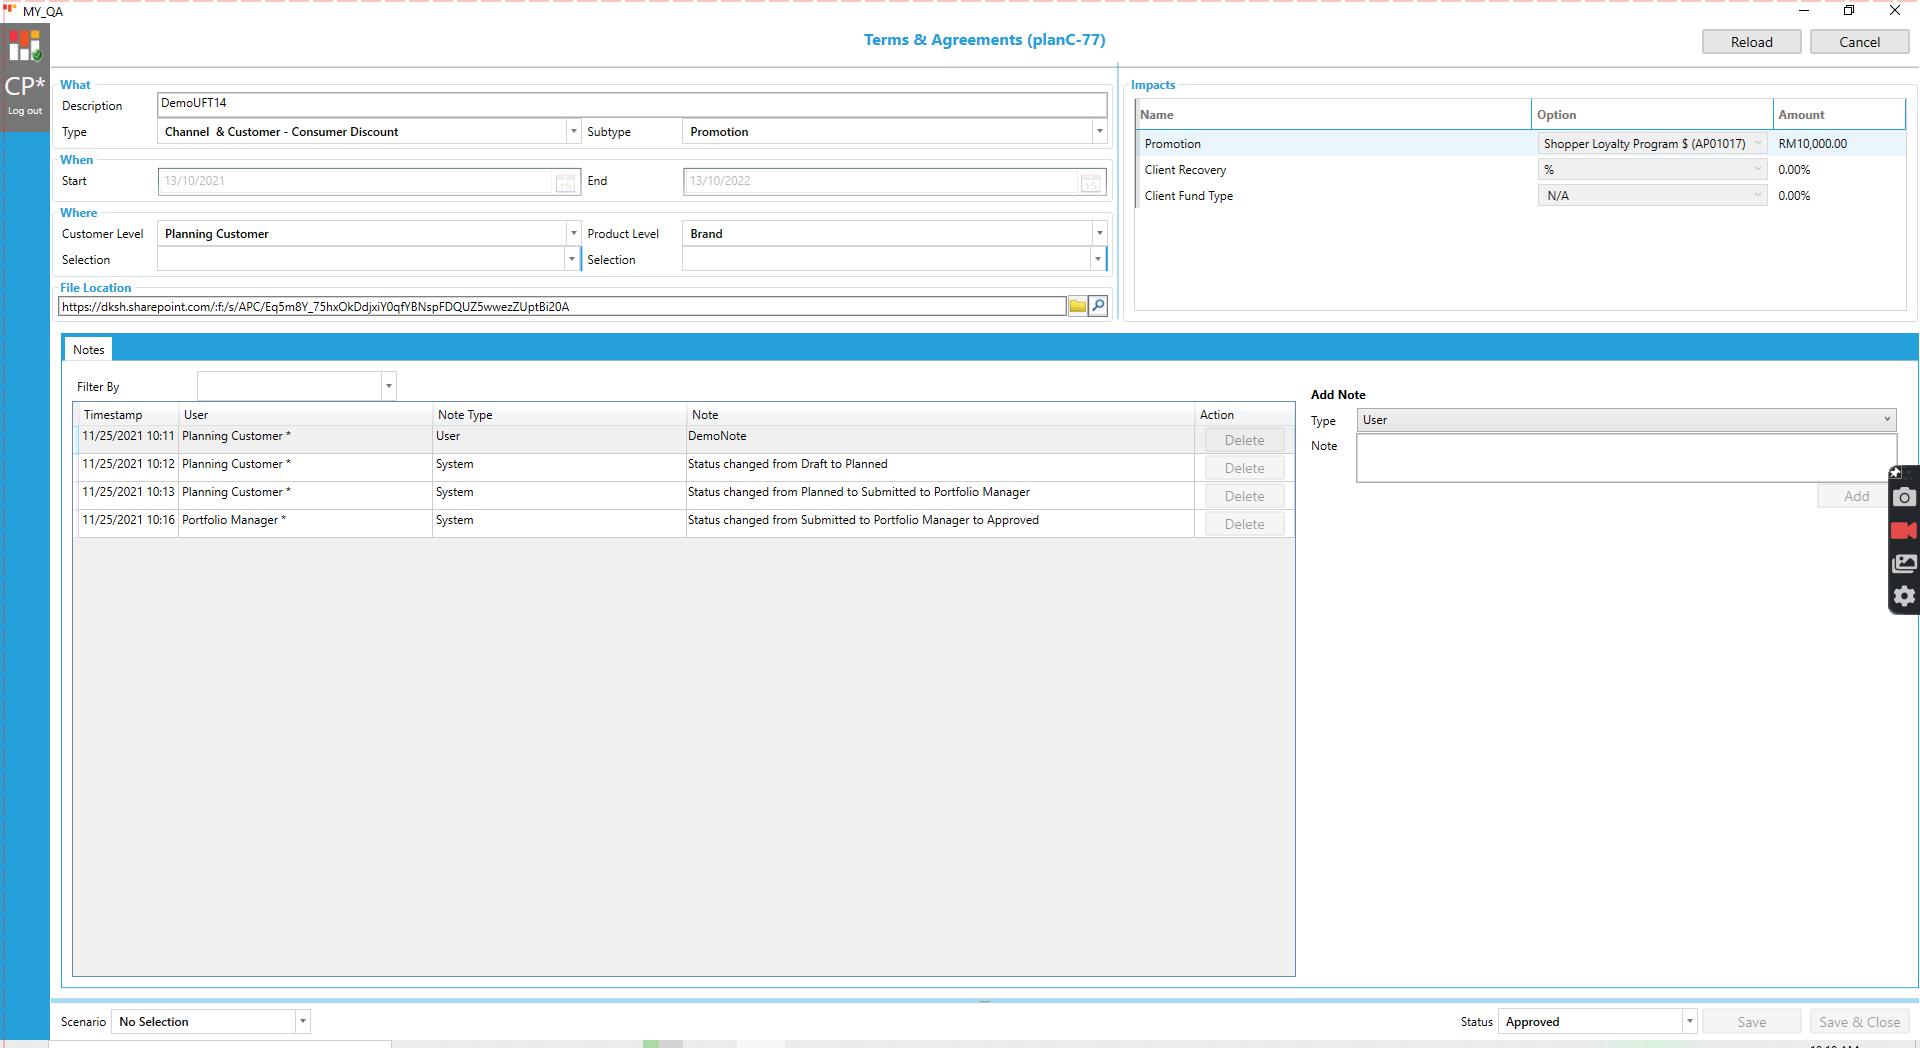 MY_QA
CP*
Log out
Terms & Agreements (planC-77)
Reload
Cancel
What
Description DemoUFT14
Type Channel & Customer - Consumer Discount Subtype Promotion
When
Start 13/10/2021 End 13/10/2022
Where
Customer Level Planning Customer Product Level Brand
Selection Selection
File Location
https://dksh.sharepoint.com/:f:/s/APC/Eq5m8Y_75hxOkDdjxiY0qfYBNspFDQUZ5wwezZUptBi20A
Impacts
Name Option Amount
Promotion Shopper Loyalty Program $ (AP01017) RM10,000.00
Client Recovery % 0.00%
Client Fund Type N/A 0.00%
Notes
Filter By
Timestamp User Note Type Note Action
11/25/2021 10:11 Planning Customer * User DemoNote Delete
11/25/2021 10:12 Planning Customer * System Status changed from Draft to Planned Delete
11/25/2021 10:13 Planning Customer * System Status changed from Planned to Submitted to Portfolio Manager Delete
11/25/2021 10:16 Portfolio Manager * System Status changed from Submitted to Portfolio Manager to Approved Delete
Add Note
Type User
Note
Add
Scenario No Selection
Status Approved Save Save & Close